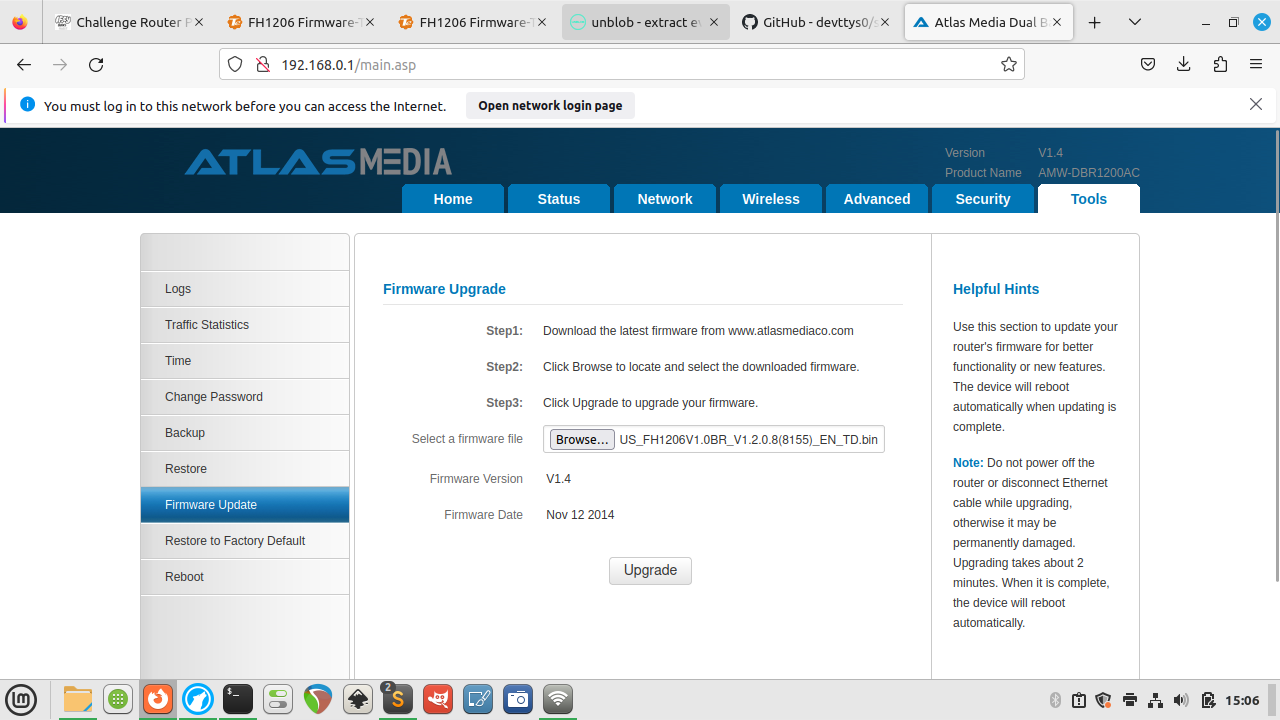 Challenge Router P
FH1206 Firmware-T
FH1206 Firmware-T
unblob - extract ev
GitHub - devttys0/s
Atlas Media Dual B
192.168.0.1/main.asp
You must log in to this network before you can access the Internet.
Open network login page
ATLASMEDIA
Version V1.4
Product Name AMW-DBR1200AC
Home
Status
Network
Wireless
Advanced
Security
Tools
Logs
Traffic Statistics
Time
Change Password
Backup
Restore
Firmware Update
Restore to Factory Default
Reboot
Firmware Upgrade
Step1: Download the latest firmware from www.atlasmediaco.com
Step2: Click Browse to locate and select the downloaded firmware.
Step3: Click Upgrade to upgrade your firmware.
Select a firmware file Browse... US_FH1206V1.0BR_V1.2.0.8(8155)_EN_TD.bin
Firmware Version V1.4
Firmware Date Nov 12 2014
Upgrade
Helpful Hints
Use this section to update your
router's firmware for better
functionality or new features.
The device will reboot
automatically when updating is
complete.
Note: Do not power off the
router or disconnect Ethernet
cable while upgrading,
otherwise it may be
permanently damaged.
Upgrading takes about 2
minutes. When it is complete,
the device will reboot
automatically.
2
15:06